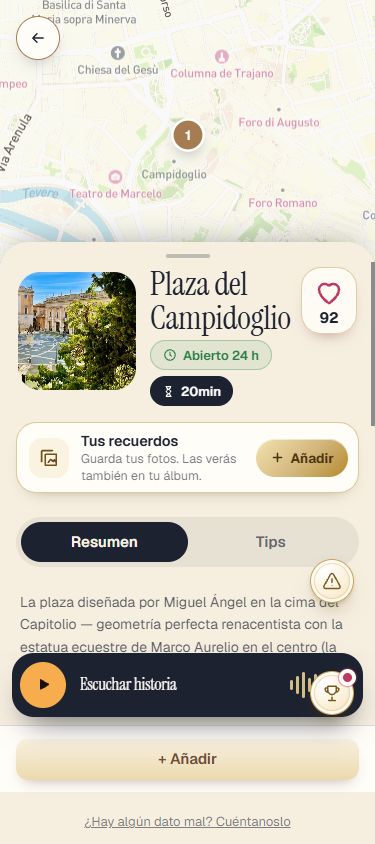 Basilica di Santa
Maria sopra Minerva
Chiesa del Gesù
Columna de Trajano
mpeo
1
Foro di Augusto
Via Arenula
Campidoglio
Tevere
Teatro de Marcelo
Foro Romano
Co
Plaza del
Campidoglio
92
Abierto 24 h
20min
Tus recuerdos
Guarda tus fotos. Las verás
también en tu álbum.
+ Añadir
Resumen
Tips
La plaza diseñada por Miguel Ángel en la cima del
Capitolio — geometría perfecta renacentista con la
estatua ecuestre de Marco Aurelio en el centro (la
Escuchar historia
+ Añadir
¿Hay algún dato mal? Cuéntanoslo